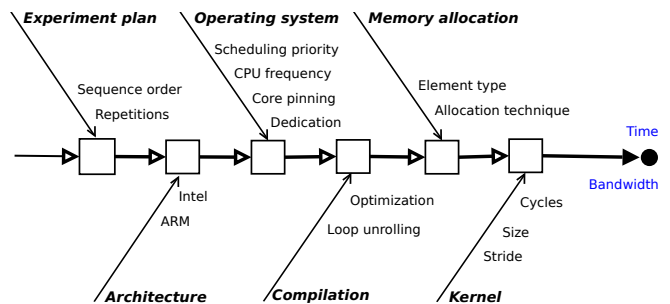 Experiment plan
Operating system
Memory allocation
Sequence order
Repetitions
Scheduling priority
CPU frequency
Core pinning
Dedication
Element type
Allocation technique
Time
Bandwidth
Intel
ARM
Optimization
Loop unrolling
Cycles
Size
Stride
Architecture
Compilation
Kernel